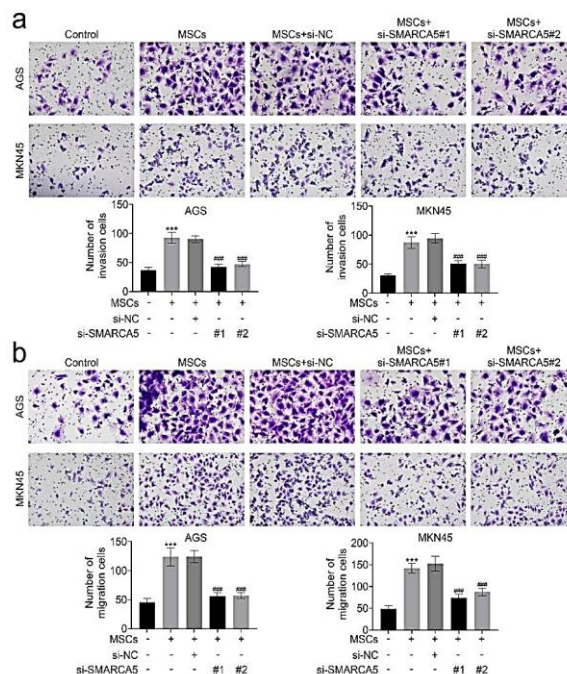 a
Control
MSCs
MSCs+si-NC
MSCs+
si-SMARCA5#1
MSCs+
si-SMARCA5#2
AGS
MKN45
AGS
Number of
invasion cells
150
100
50
0
***
###
###
MSCs - + + + +
si-NC - - + - -
si-SMARCA5 - - - #1 #2
MKN45
Number of
invasion cells
150
100
50
0
***
###
###
MSCs - + + + +
si-NC - - + - -
si-SMARCA5 - - - #1 #2
b
Control
MSCs
MSCs+si-NC
MSCs+
si-SMARCA5#1
MSCs+
si-SMARCA5#2
AGS
MKN45
AGS
Number of
migration cells
150
100
50
0
***
###
###
MSCs - + + + +
si-NC - - + - -
si-SMARCA5 - - - #1 #2
MKN45
Number of
migration cells
200
150
100
50
0
***
###
###
MSCs - + + + +
si-NC - - + - -
si-SMARCA5 - - - #1 #2